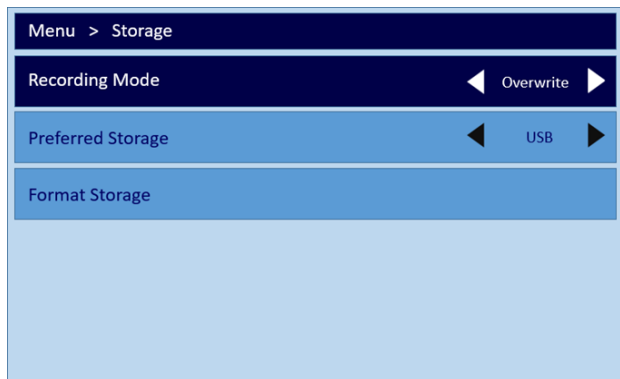 Menu > Storage
Recording Mode Overwrite
Preferred Storage USB
Format Storage